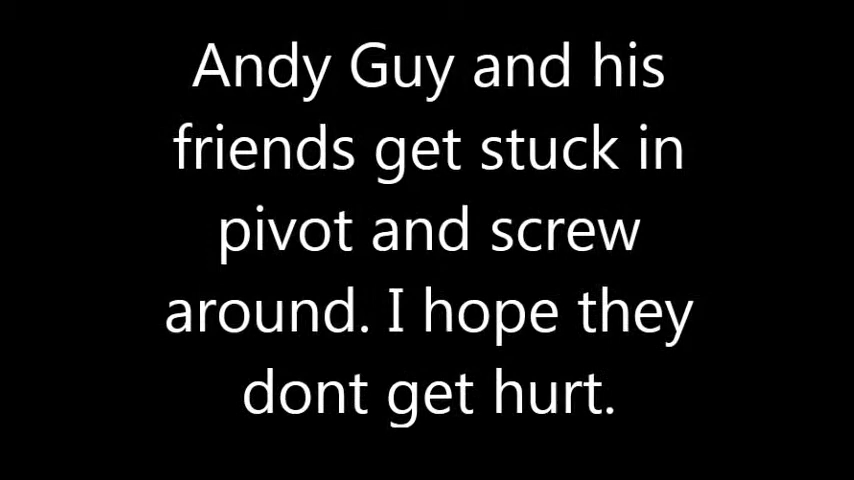 Andy Guy and his
friends get stuck in
pivot and screw
around. I hope they
dont get hurt.